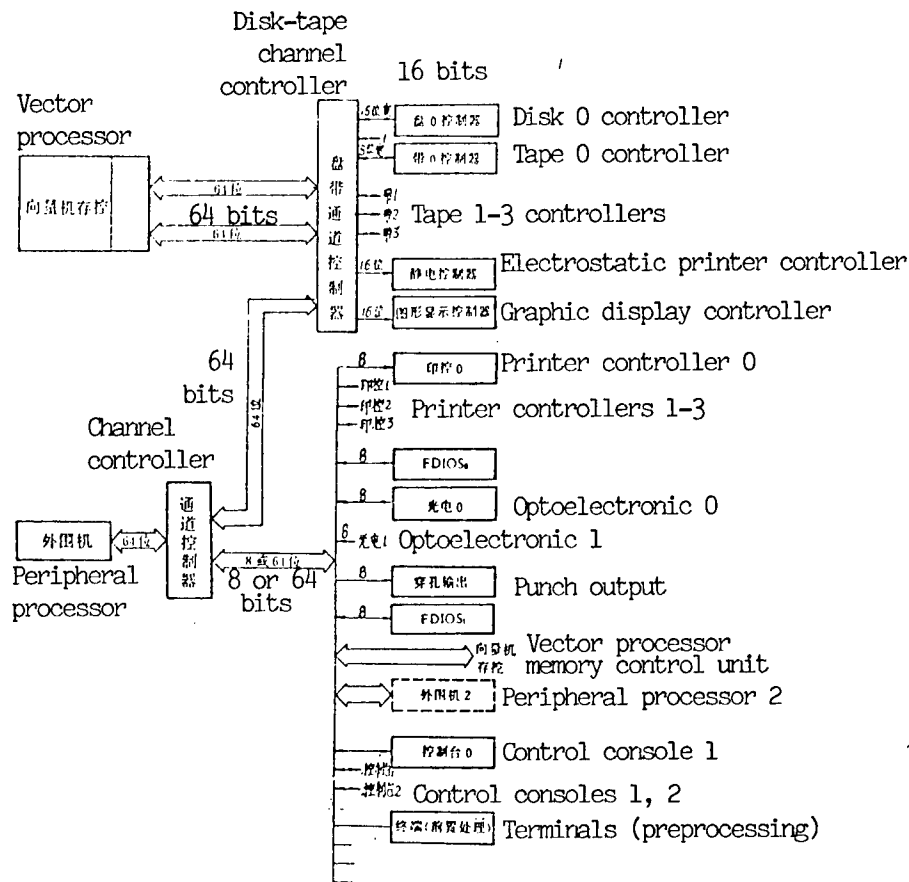 Disk-tape
channel
controller
16 bits
Vector
processor
盘0控制器
Disk 0 controller
带0控制器
Tape 0 controller
盘带通道控制器
向量机存控
64位
64 bits
64位
带1
带2
带3
Tape 1-3 controllers
16位
静电控制器
Electrostatic printer controller
16位
图形显示控制器
Graphic display controller
64
bits
64位
8
印控0
Printer controller 0
印控1
印控2
印控3
Printer controllers 1-3
Channel
controller
通道控制器
8
FDIOS₀
8
光电0
Optoelectronic 0
外围机
64位
8或64位
光电1
Optoelectronic 1
Peripheral
processor
8 or 64
bits
8
穿孔输出
Punch output
8
FDIOS₁
向量机
存控
Vector processor
memory control unit
外围机2
Peripheral processor 2
控制台0
Control console 1
控制台1
控制台2
Control consoles 1, 2
终端(前置处理)
Terminals (preprocessing)